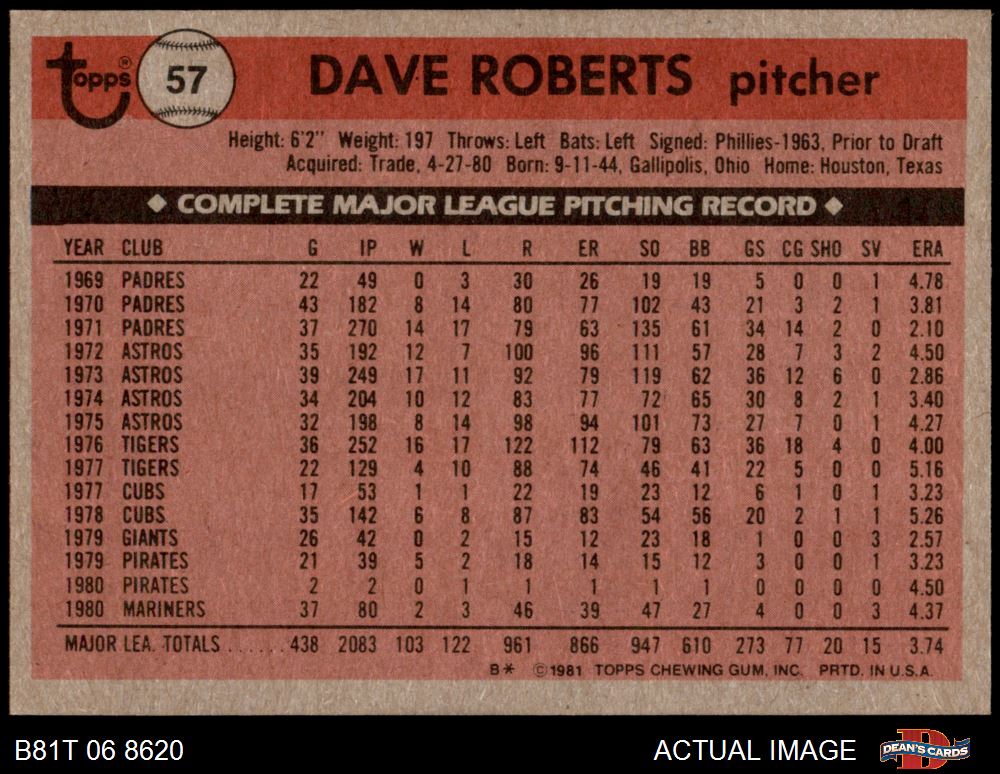 Topps® 57 DAVE ROBERTS pitcher
Height: 6'2" Weight: 197 Throws: Left Bats: Left Signed: Phillies-1963, Prior to Draft
Acquired: Trade, 4-27-80 Born: 9-11-44, Gallipolis, Ohio Home: Houston, Texas
◆ COMPLETE MAJOR LEAGUE PITCHING RECORD ◆
YEAR CLUB G IP W L R ER SO BB GS CG SHO SV ERA
1969 PADRES 22 49 0 3 30 26 19 19 5 0 0 1 4.78
1970 PADRES 43 182 8 14 80 77 102 43 21 3 2 1 3.81
1971 PADRES 37 270 14 17 79 63 135 61 34 14 2 0 2.10
1972 ASTROS 35 192 12 7 100 96 111 57 28 7 3 2 4.50
1973 ASTROS 39 249 17 11 92 79 119 62 36 12 6 0 2.86
1974 ASTROS 34 204 10 12 83 77 72 65 30 8 2 1 3.40
1975 ASTROS 32 198 8 14 98 94 101 73 27 7 0 1 4.27
1976 TIGERS 36 252 16 17 122 112 79 63 36 18 4 0 4.00
1977 TIGERS 22 129 4 10 88 74 46 41 22 5 0 0 5.16
1977 CUBS 17 53 1 1 22 19 23 12 6 1 0 1 3.23
1978 CUBS 35 142 6 8 87 83 54 56 20 2 1 1 5.26
1979 GIANTS 26 42 0 2 15 12 23 18 1 0 0 3 2.57
1979 PIRATES 21 39 5 2 18 14 15 12 3 0 0 1 3.23
1980 PIRATES 2 2 0 1 1 1 1 1 0 0 0 0 4.50
1980 MARINERS 37 80 2 3 46 39 47 27 4 0 0 3 4.37
MAJOR LEA. TOTALS ...... 438 2083 103 122 961 866 947 610 273 77 20 15 3.74
B* ©1981 TOPPS CHEWING GUM, INC. PRTD. IN U.S.A.
B81T 06 8620 ACTUAL IMAGE DEAN'S CARDS